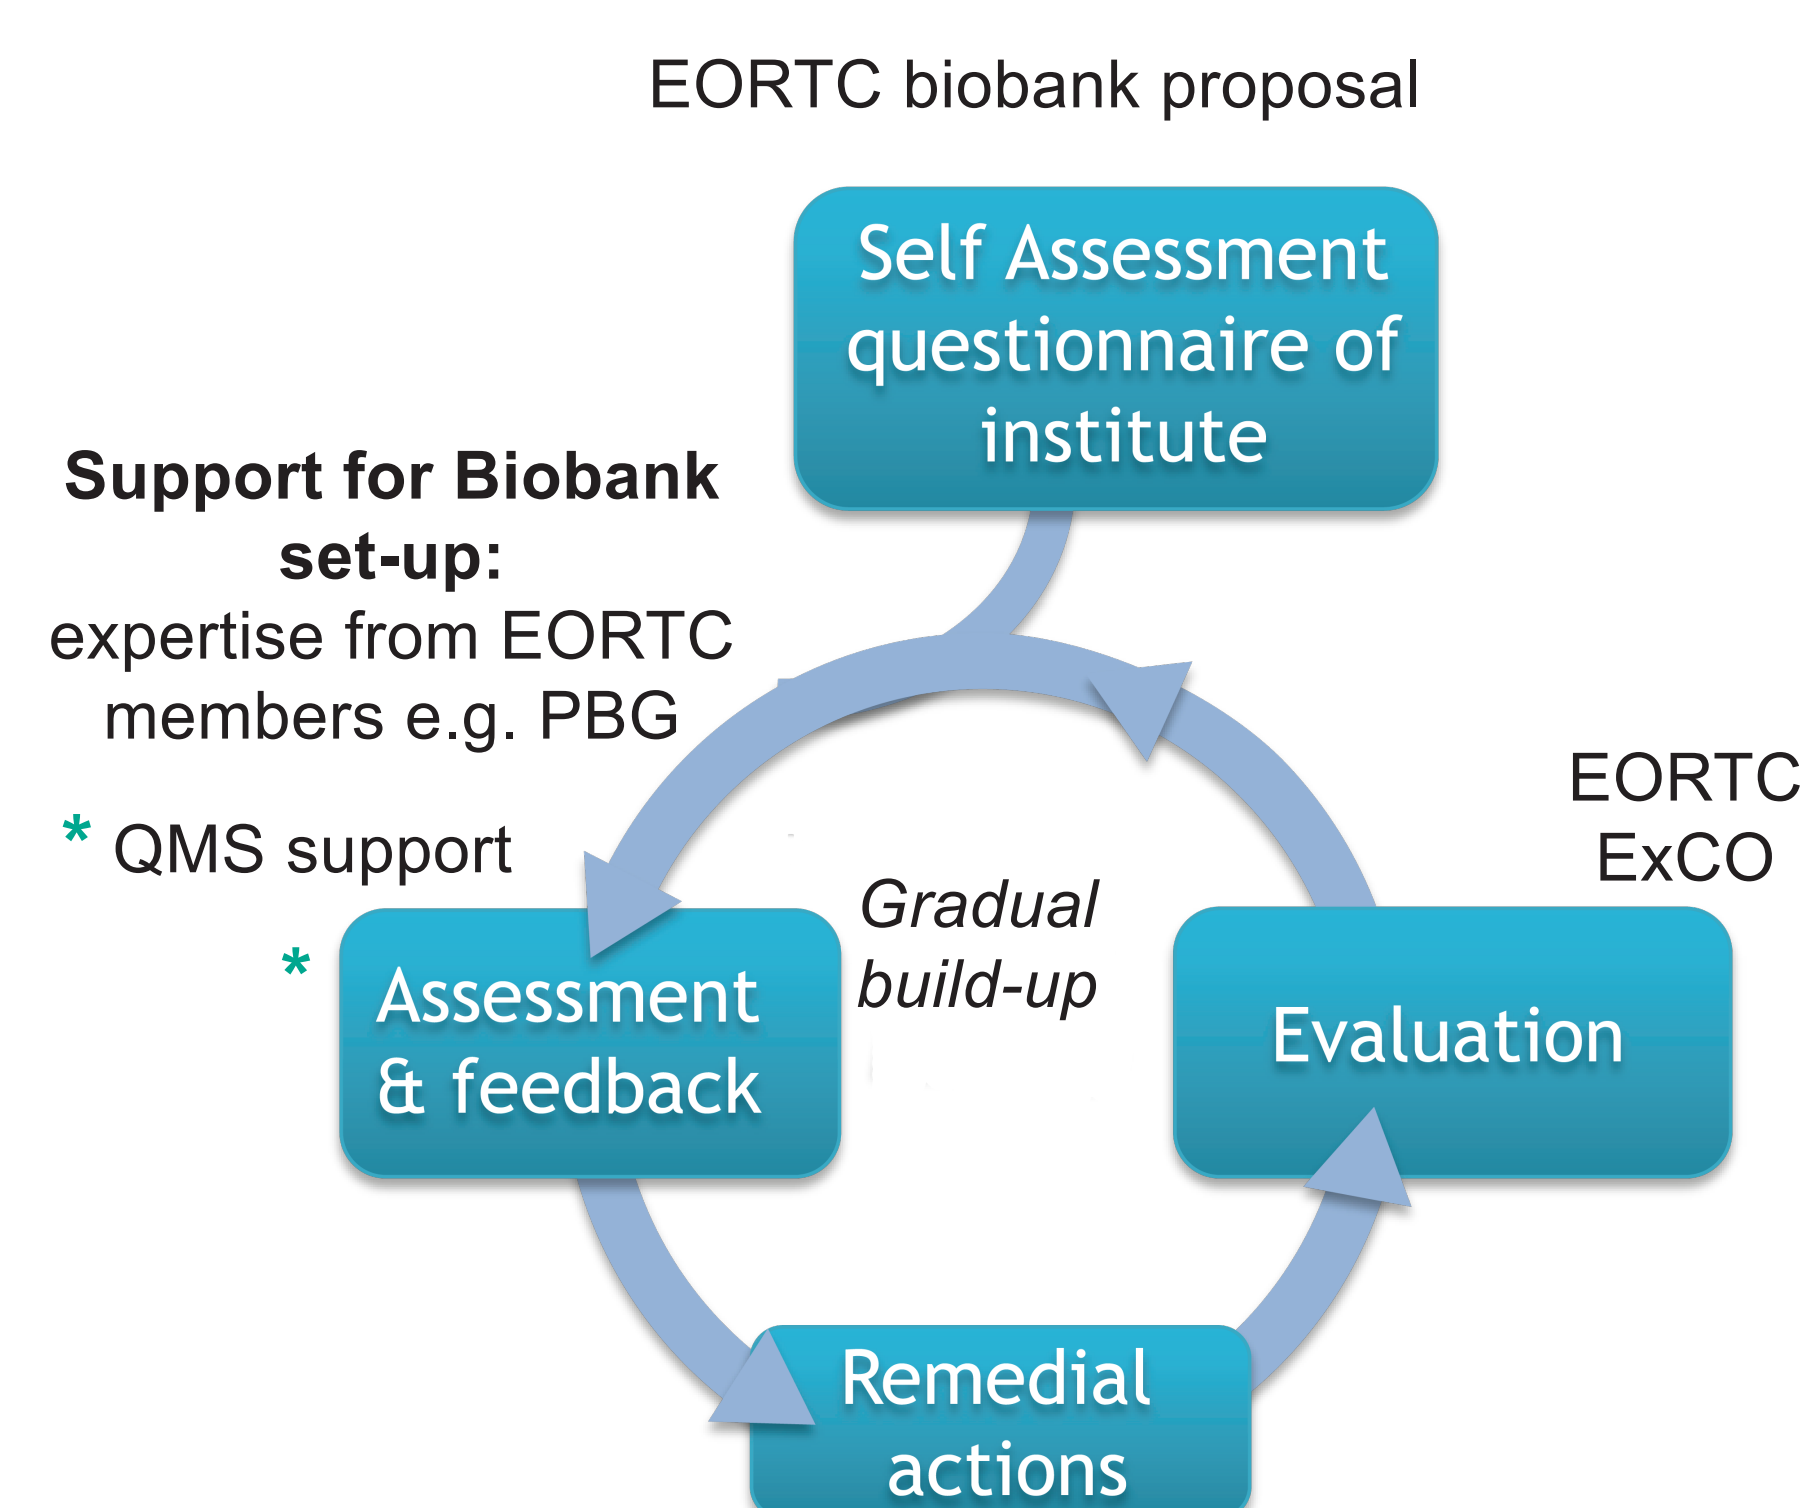 EORTC biobank proposal
Self Assessment
questionnaire of
institute
Support for Biobank
set-up:
expertise from EORTC
members e.g. PBG
* QMS support
*
Assessment
& feedback
Gradual
build-up
EORTC
ExCO
Evaluation
Remedial
actions